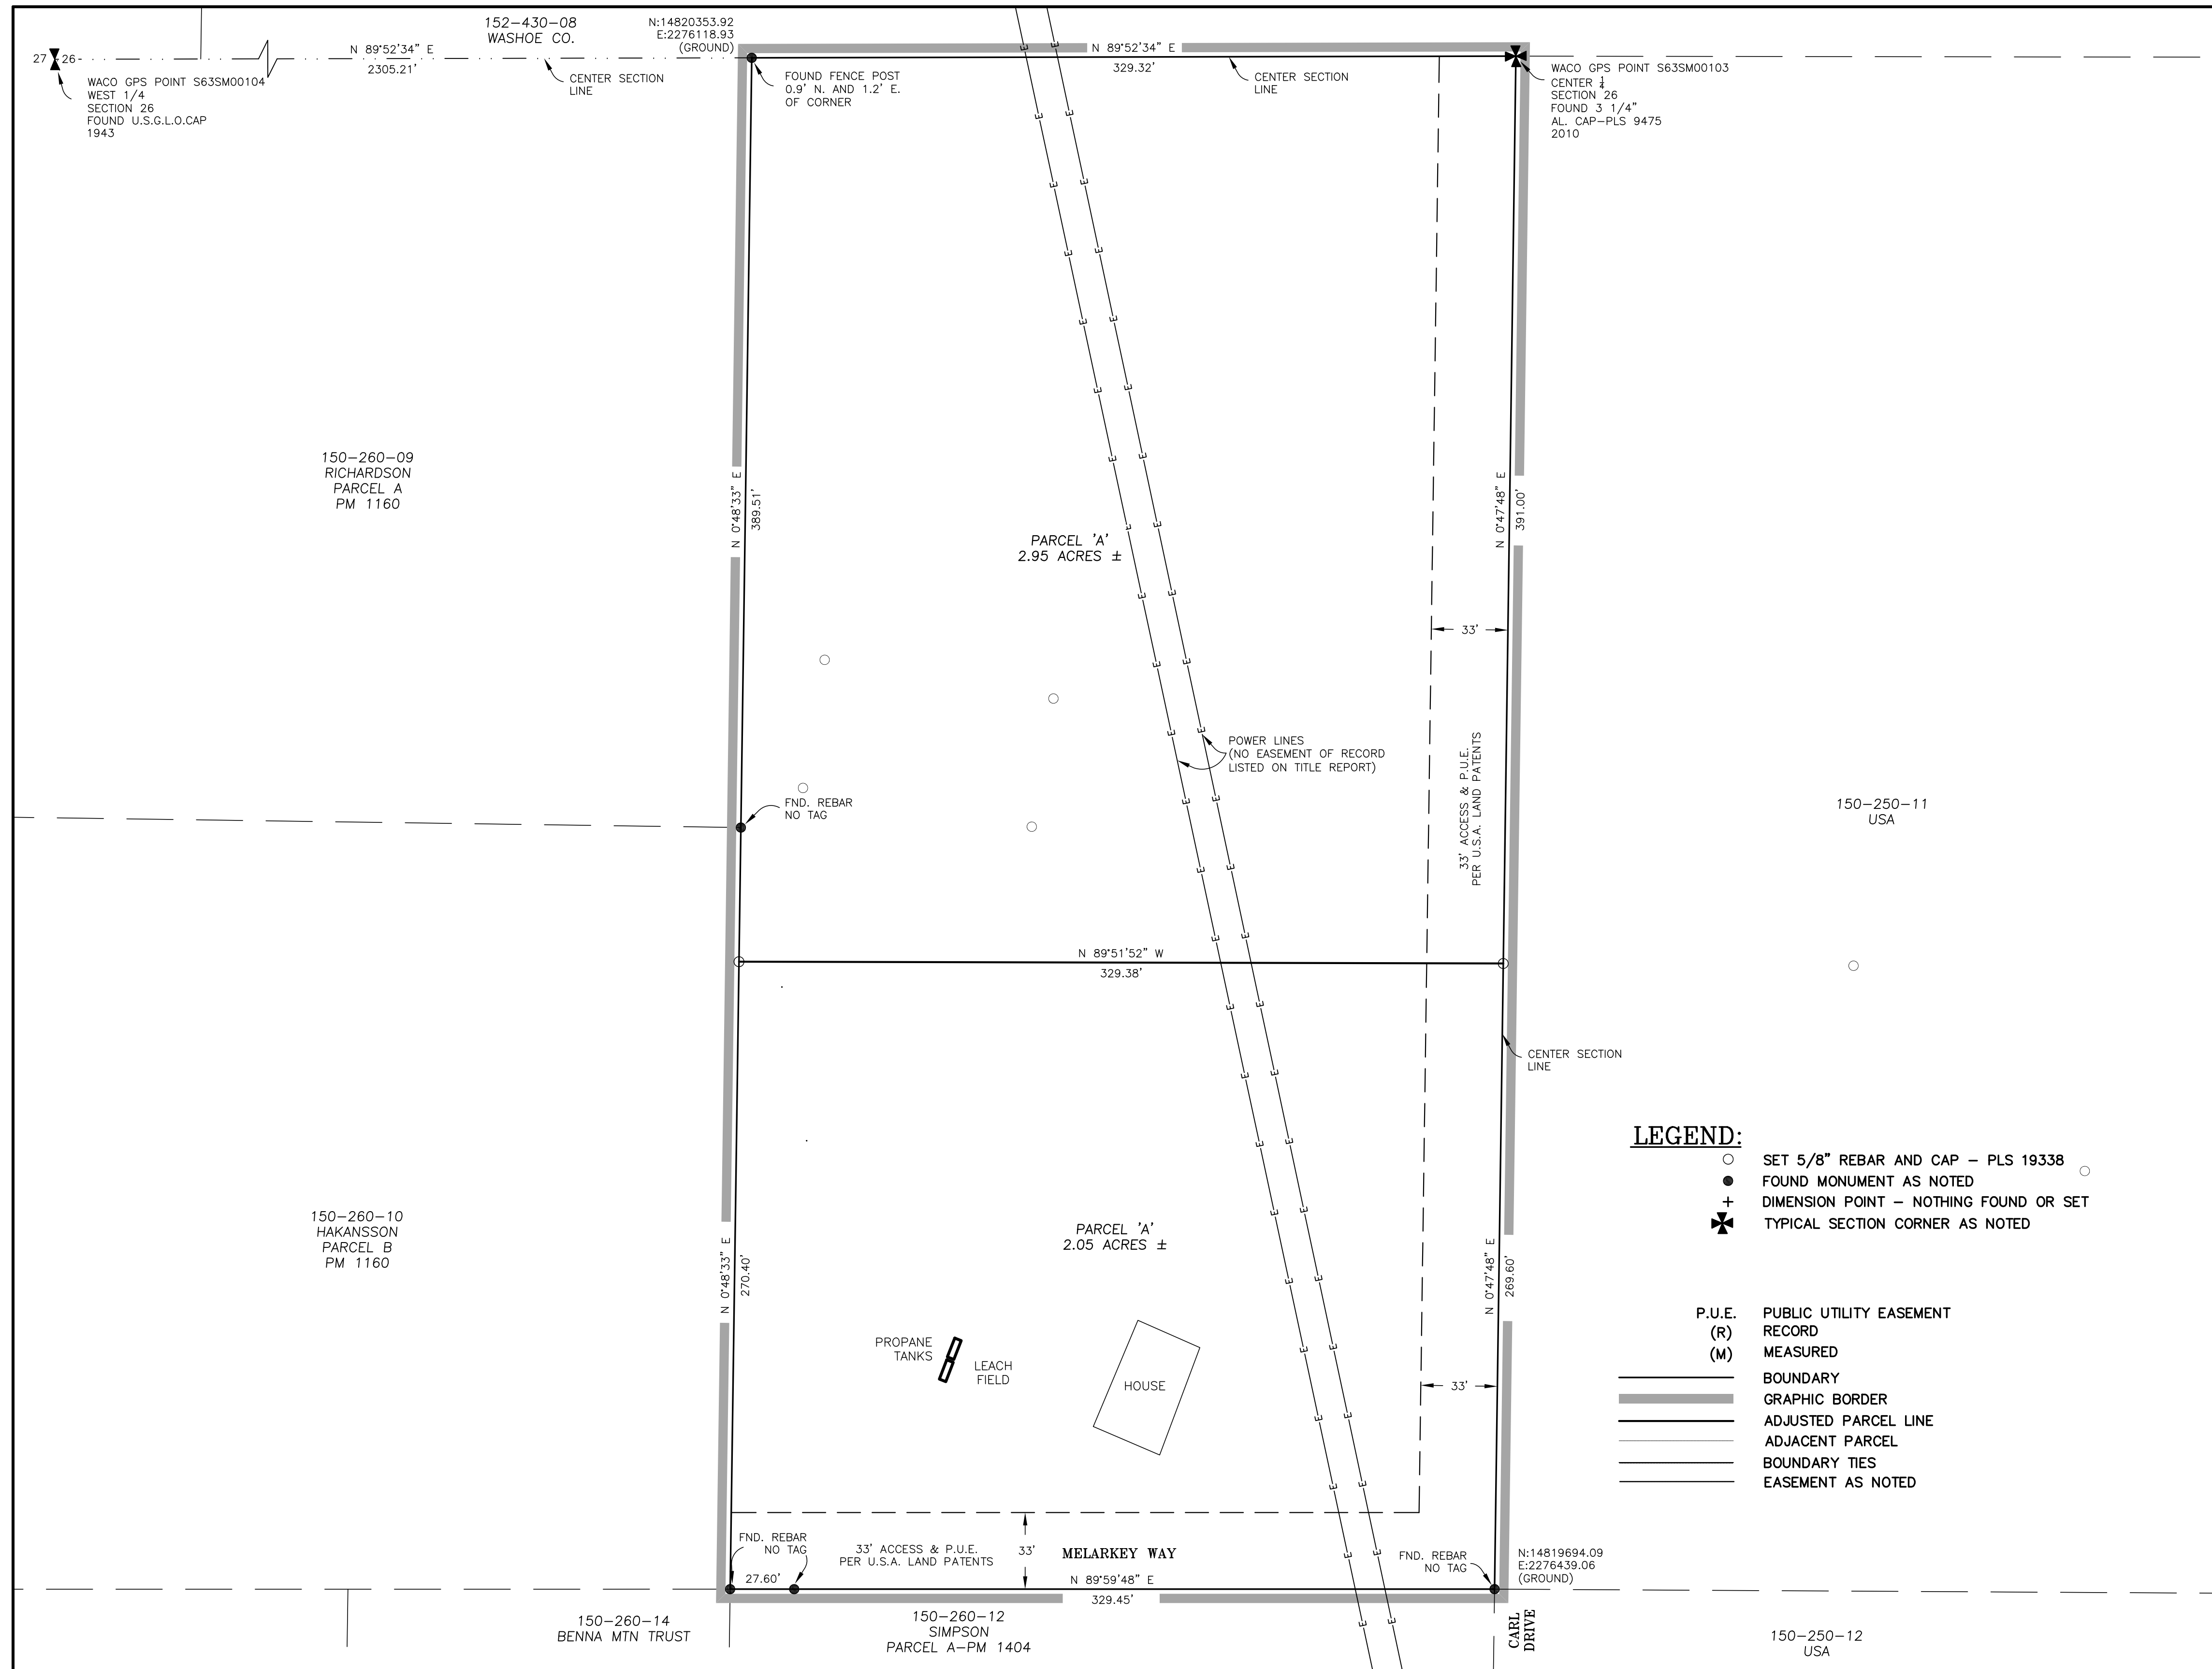 152-430-08
WASHOE CO.
N:14820353.92
E:2276118.93
(GROUND)
27
26
N 89°52'34" E
2305.21'
CENTER SECTION
LINE
WACO GPS POINT S63SM00104
WEST 1/4
SECTION 26
FOUND U.S.G.L.O.CAP
1943
FOUND FENCE POST
0.9' N. AND 1.2' E.
OF CORNER
N 89°52'34" E
329.32'
CENTER SECTION
LINE
WACO GPS POINT S63SM00103
CENTER 1/4
SECTION 26
FOUND 3 1/4"
AL. CAP-PLS 9475
2010
150-260-09
RICHARDSON
PARCEL A
PM 1160
N 0°48'33" E
389.51'
PARCEL 'A'
2.95 ACRES ±
N 0°47'48" E
391.00'
33'
POWER LINES
(NO EASEMENT OF RECORD
LISTED ON TITLE REPORT)
33' ACCESS & P.U.E.
PER U.S.A. LAND PATENTS
FND. REBAR
NO TAG
150-250-11
USA
N 89°51'52" W
329.38'
CENTER SECTION
LINE
150-260-10
HAKANSSON
PARCEL B
PM 1160
N 0°48'33" E
270.40'
PARCEL 'A'
2.05 ACRES ±
N 0°47'48" E
269.60'
PROPANE
TANKS
LEACH
FIELD
HOUSE
33'
LEGEND:
SET 5/8" REBAR AND CAP - PLS 19338
FOUND MONUMENT AS NOTED
DIMENSION POINT - NOTHING FOUND OR SET
TYPICAL SECTION CORNER AS NOTED
P.U.E. PUBLIC UTILITY EASEMENT
(R) RECORD
(M) MEASURED
BOUNDARY
GRAPHIC BORDER
ADJUSTED PARCEL LINE
ADJACENT PARCEL
BOUNDARY TIES
EASEMENT AS NOTED
FND. REBAR
NO TAG
33' ACCESS & P.U.E.
PER U.S.A. LAND PATENTS
33'
MELARKEY WAY
FND. REBAR
NO TAG
N:14819694.09
E:2276439.06
(GROUND)
27.60'
N 89°59'48" E
329.45'
150-260-14
BENNA MTN TRUST
150-260-12
SIMPSON
PARCEL A-PM 1404
CARL
DRIVE
150-250-12
USA